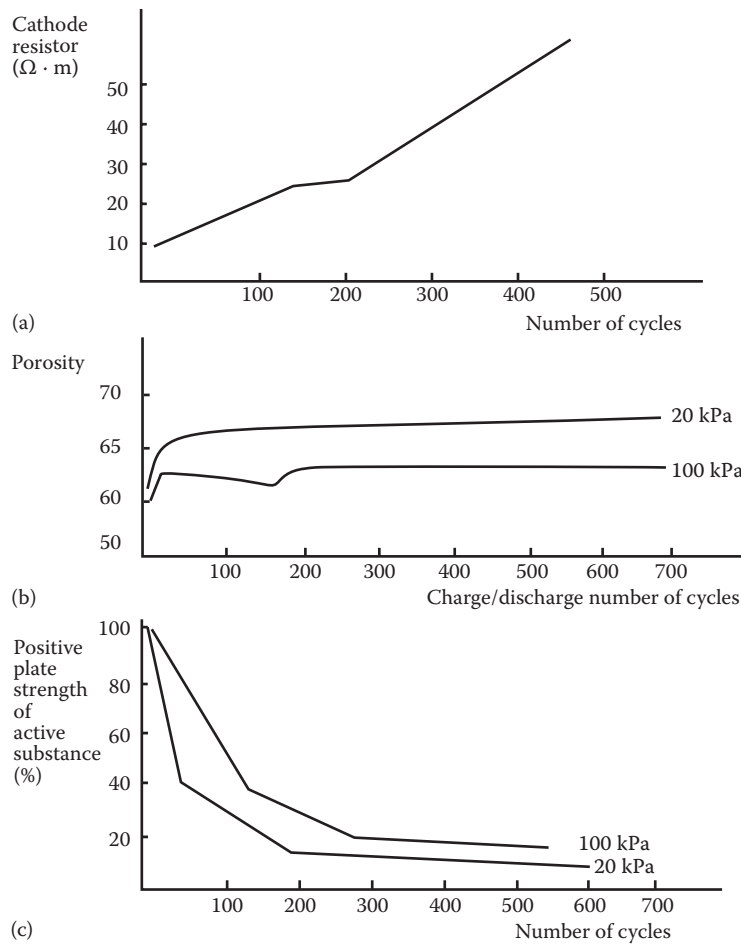 Cathode
resistor
(Ω · m)
50
40
30
20
10
100 200 300 400 500
Number of cycles
(a)
Porosity
70
65
60
50
20 kPa
100 kPa
100 200 300 400 500 600 700
Charge/discharge number of cycles
(b)
Positive
plate
strength
of
active
substance
(%)
100
80
60
40
20
100 kPa
20 kPa
100 200 300 400 500 600 700
Number of cycles
(c)